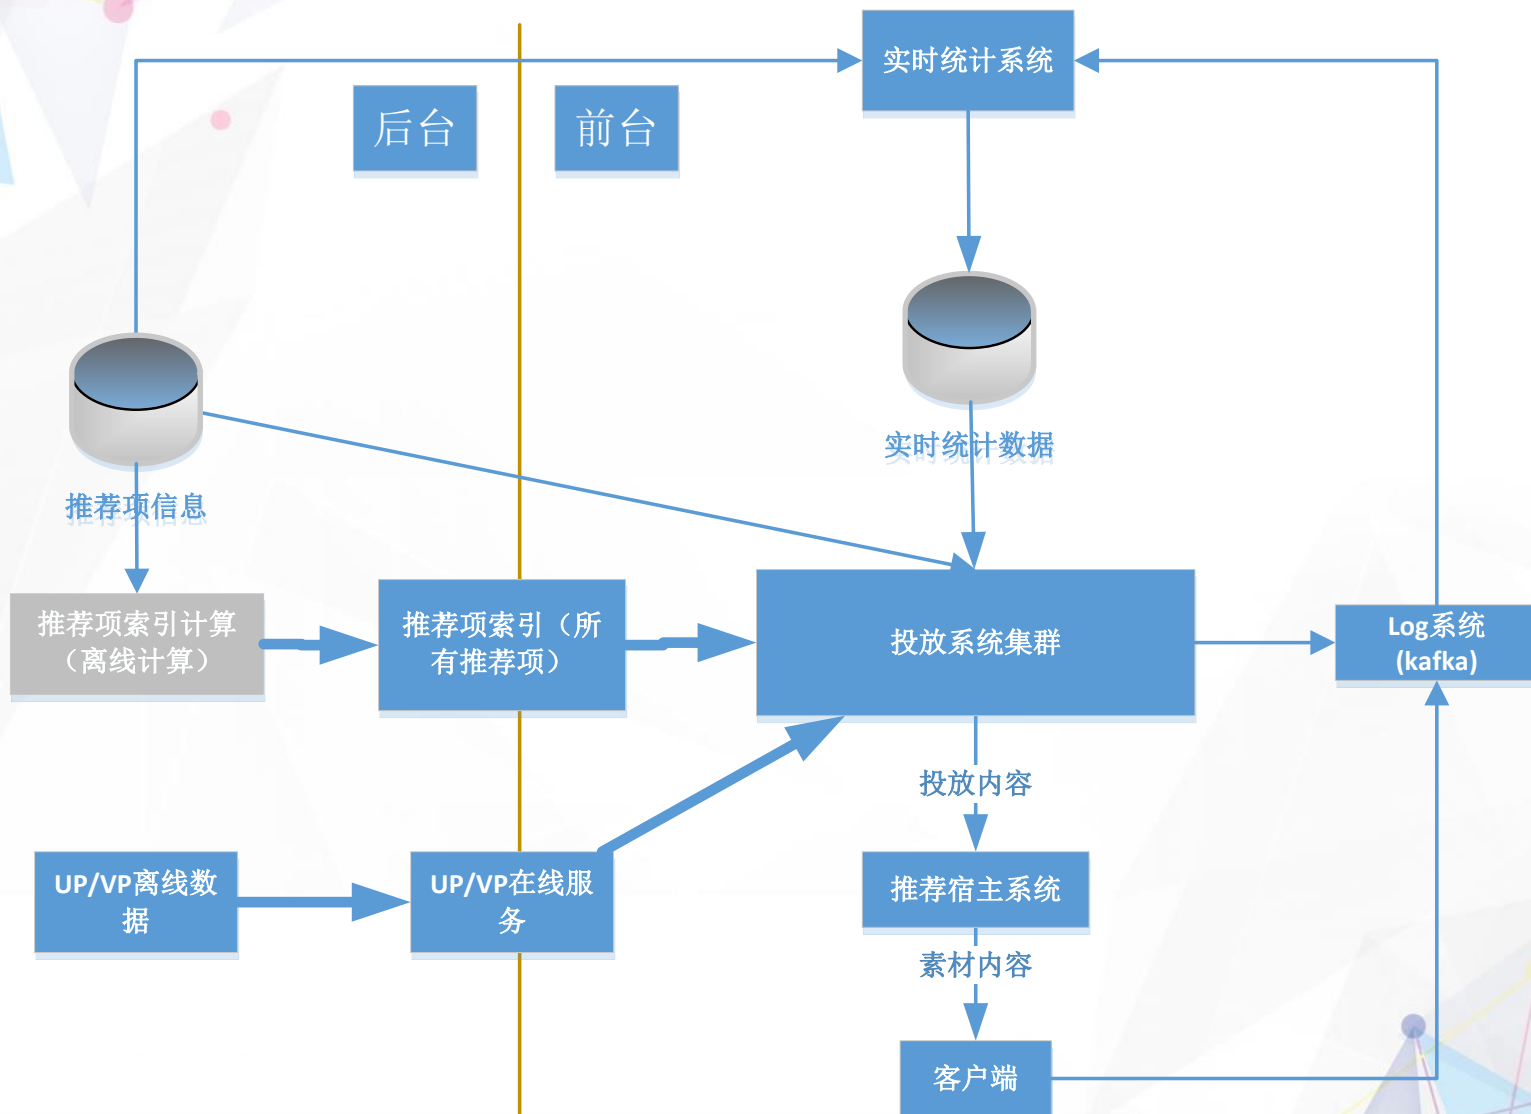 实时统计系统
后台
前台
实时统计数据
推荐项信息
推荐项索引计算
（离线计算）
推荐项索引（所
有推荐项）
投放系统集群
Log系统
(kafka)
投放内容
UP/VP离线数
据
UP/VP在线服
务
推荐宿主系统
素材内容
客户端